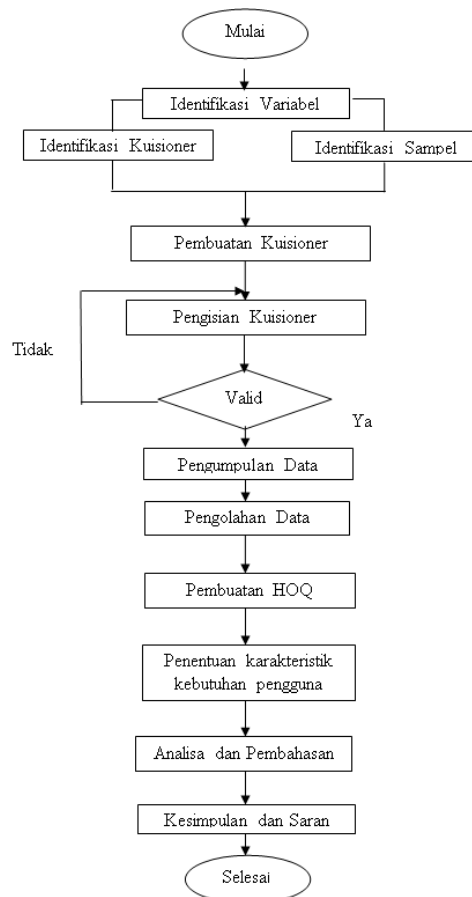 Mulai
Identifikasi Variabel
Identifikasi Kuisioner
Identifikasi Sampel
Pembuatan Kuisioner
Pengisian Kuisioner
Tidak
Valid
Ya
Pengumpulan Data
Pengolahan Data
Pembuatan HOQ
Penentuan karakteristik
kebutuhan pengguna
Analisa dan Pembahasan
Kesimpulan dan Saran
Selesai